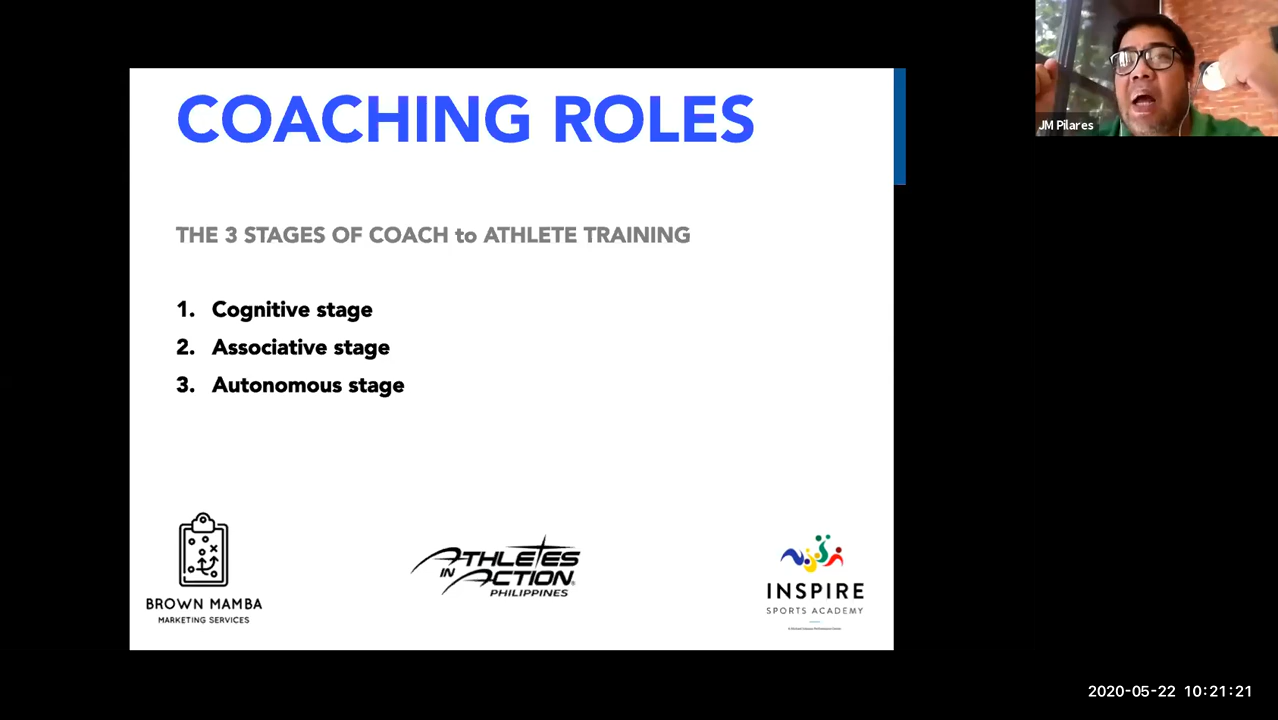 COACHING ROLES
JM Pilares
THE 3 STAGES OF COACH to ATHLETE TRAINING
1. Cognitive stage
2. Associative stage
3. Autonomous stage
BROWN MAMBA
MARKETING SERVICES
ATHLETES
IN ACTION
PHILIPPINES
INSPIRE
SPORTS ACADEMY
2020-05-22 10:21:21